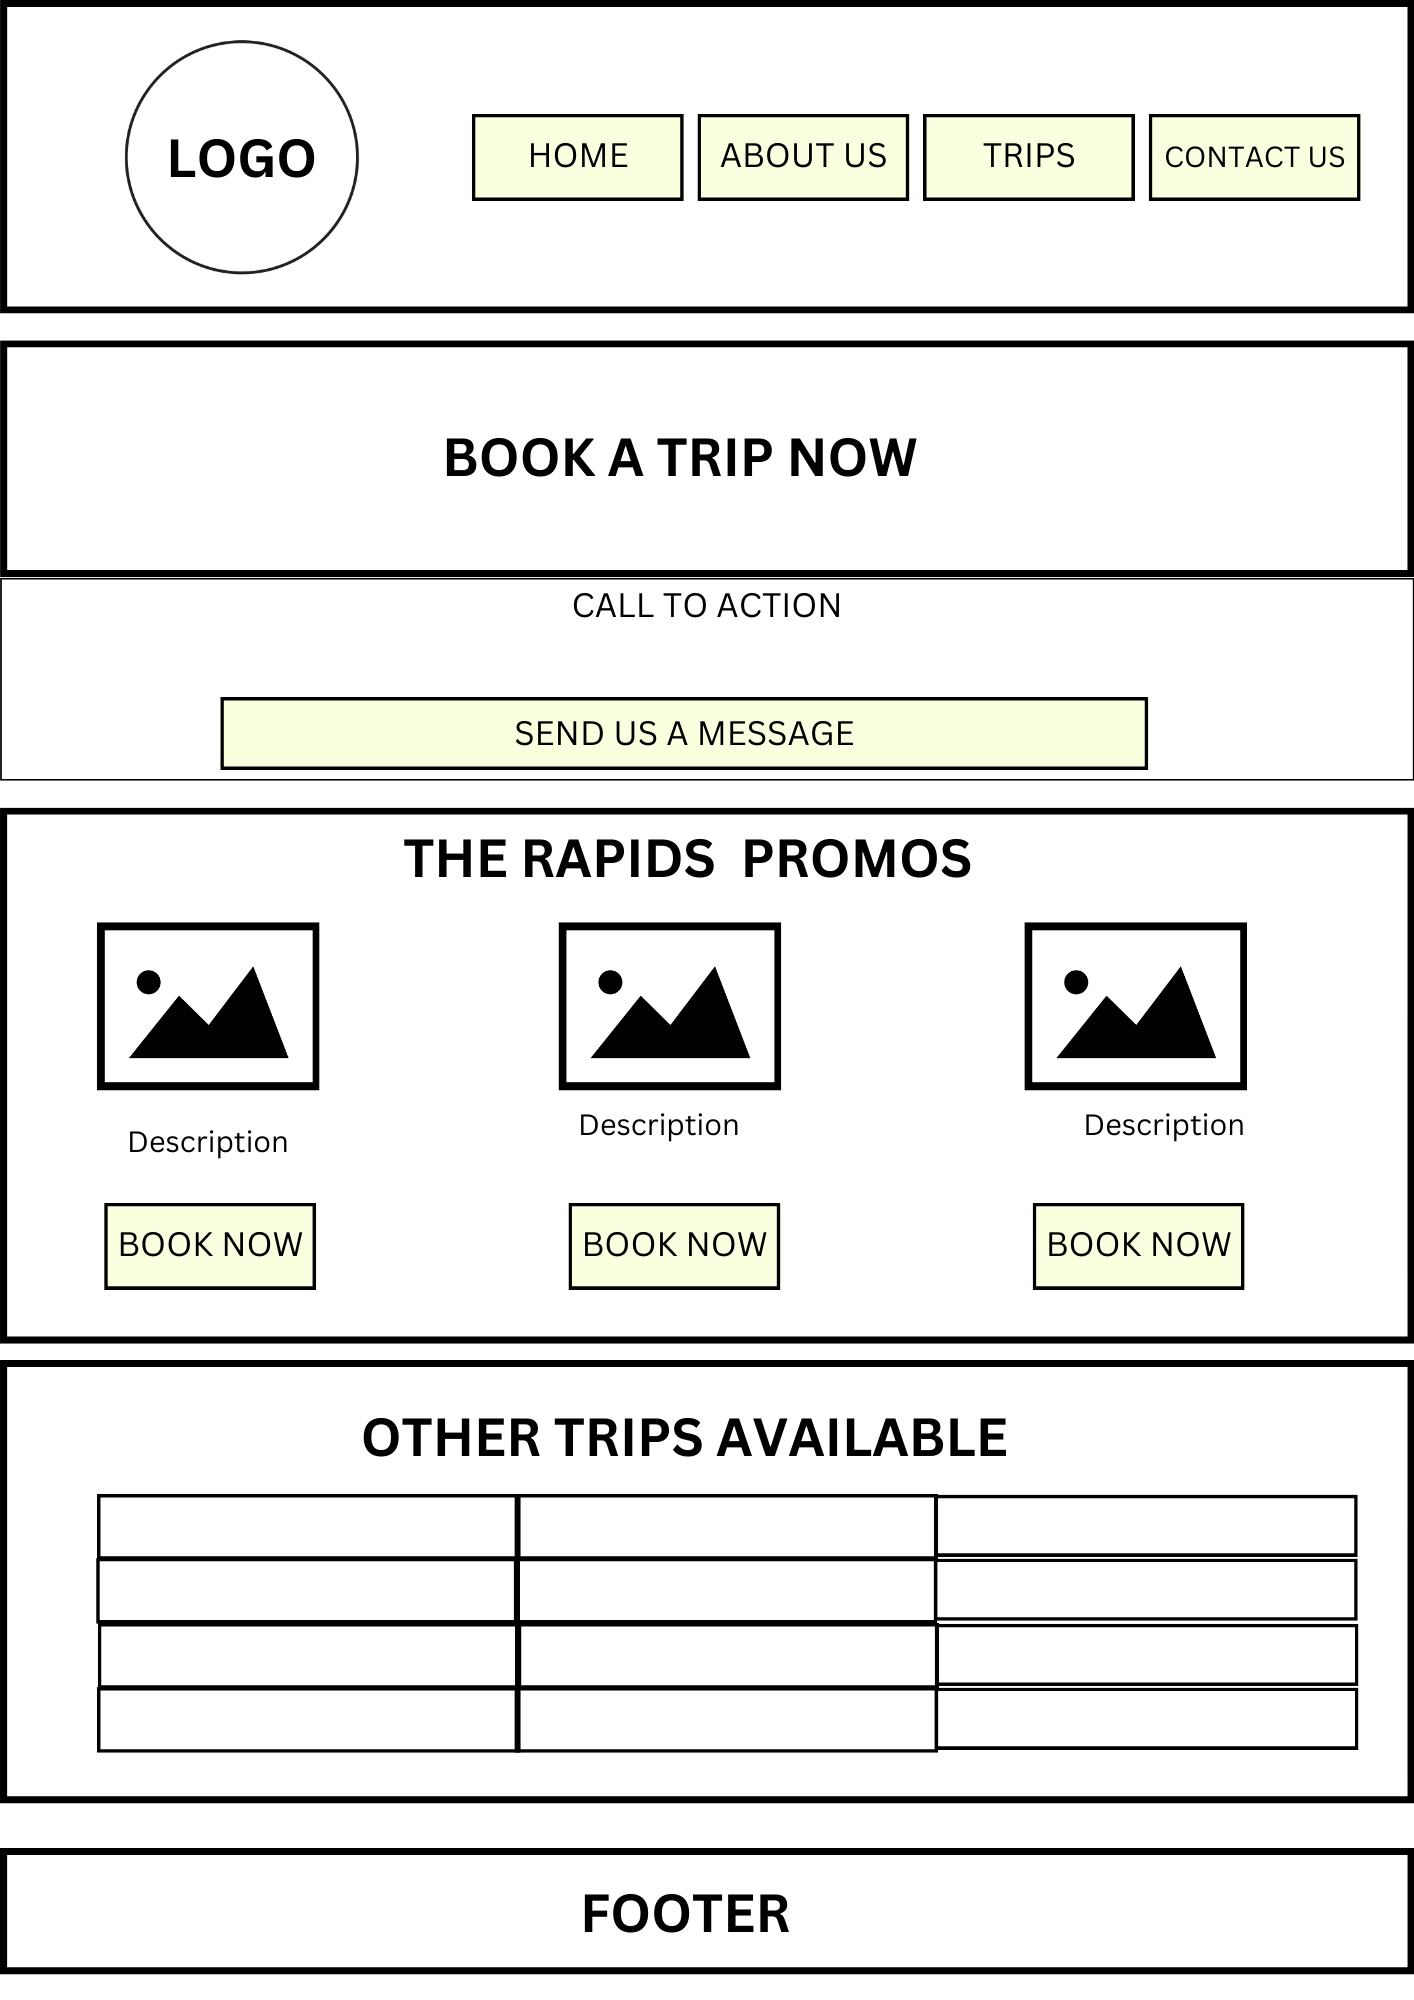 LOGO
HOME
ABOUT US
TRIPS
CONTACT US
BOOK A TRIP NOW
CALL TO ACTION
SEND US A MESSAGE
THE RAPIDS  PROMOS
Description
Description
Description
BOOK NOW
BOOK NOW
BOOK NOW
OTHER TRIPS AVAILABLE
FOOTER